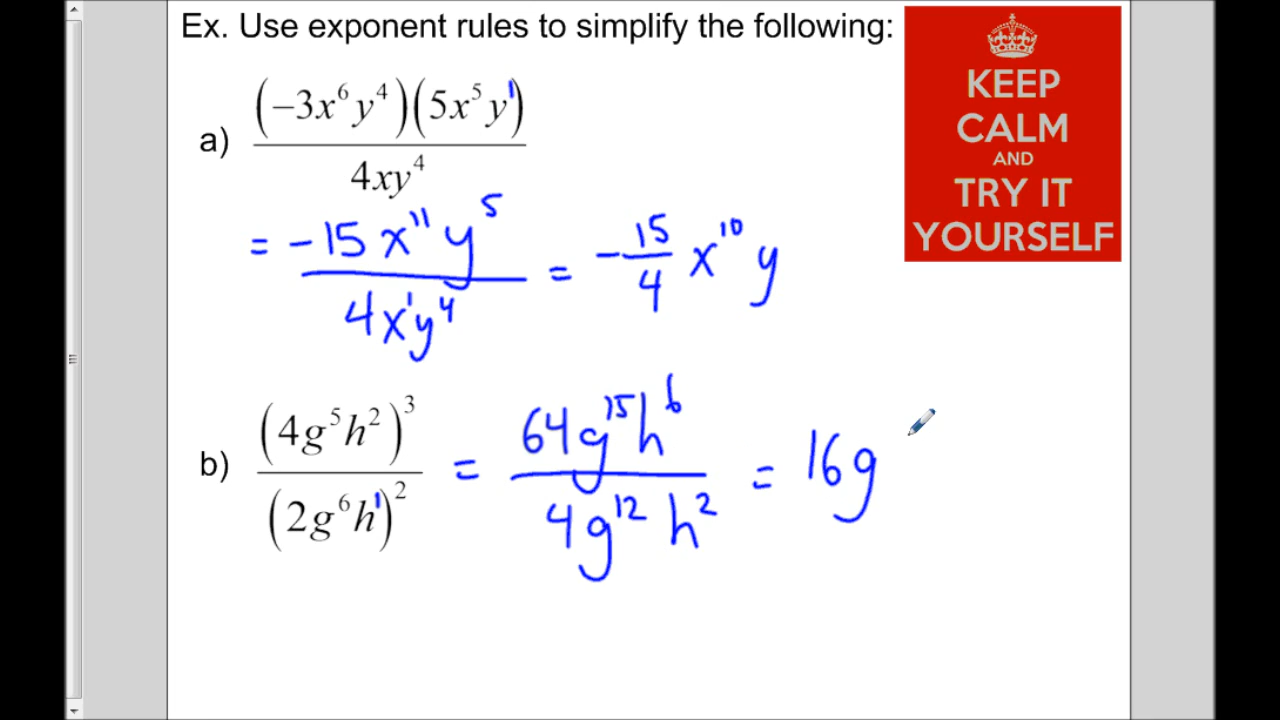 Ex. Use exponent rules to simplify the following:
KEEP
CALM
AND
TRY IT
YOURSELF
a) (−3x⁶y⁴)(5x⁵y¹) / 4xy⁴
= −15x¹¹y⁵ / 4x¹y⁴ = −15/4 x¹⁰y
b) (4g⁵h²)³ / (2g⁶h¹)² = 64g¹⁵h⁶ / 4g¹²h² = 16g